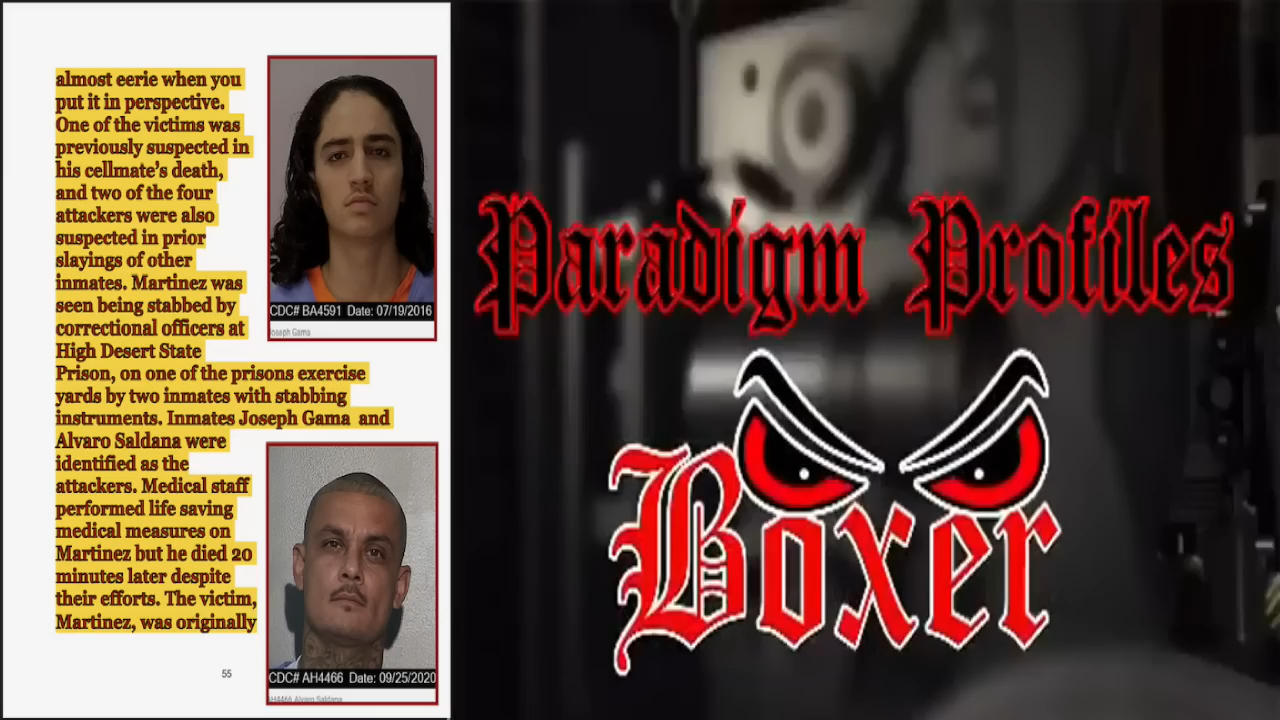 almost eerie when you
put it in perspective.
One of the victims was
previously suspected in
his cellmate's death,
and two of the four
attackers were also
suspected in prior
slayings of other
inmates. Martinez was
seen being stabbed by
correctional officers at
High Desert State
Prison, on one of the prisons exercise
yards by two inmates with stabbing
instruments. Inmates Joseph Gama and
Alvaro Saldana were
identified as the
attackers. Medical staff
performed life saving
medical measures on
Martinez but he died 20
minutes later despite
their efforts. The victim,
Martinez, was originally
55
CDC# BA4591 Date: 07/19/2016
Joseph Gama
CDC# AH4466 Date: 09/25/2020
AH4466 Alvaro Saldana
Paradigm Profiles
Boxer